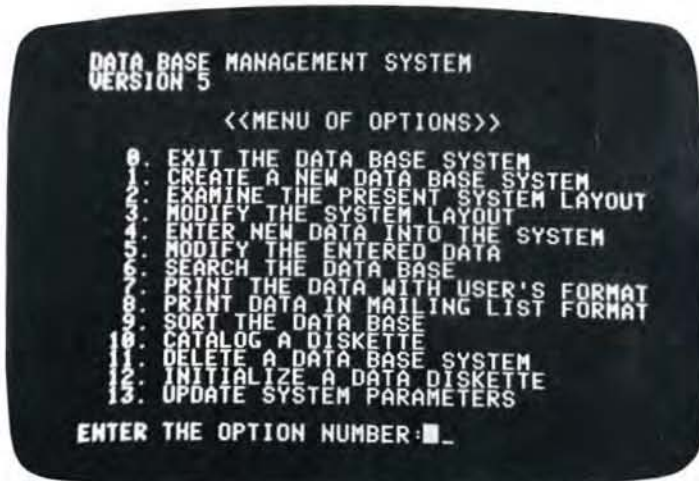 DATA BASE MANAGEMENT SYSTEM
VERSION 5
<<MENU OF OPTIONS>>
0. EXIT THE DATA BASE SYSTEM
1. CREATE A NEW DATA BASE SYSTEM
2. EXAMINE THE PRESENT SYSTEM LAYOUT
3. MODIFY THE SYSTEM LAYOUT
4. ENTER NEW DATA INTO THE SYSTEM
5. MODIFY THE ENTERED DATA
6. SEARCH THE DATA BASE
7. PRINT THE DATA WITH USER'S FORMAT
8. PRINT DATA IN MAILING LIST FORMAT
9. SORT THE DATA BASE
10. CATALOG A DISKETTE
11. DELETE A DATA BASE SYSTEM
12. INITIALIZE A DATA DISKETTE
13. UPDATE SYSTEM PARAMETERS
ENTER THE OPTION NUMBER:■_